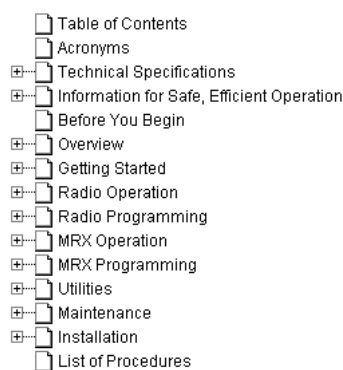 Table of Contents
Acronyms
Technical Specifications
Information for Safe, Efficient Operation
Before You Begin
Overview
Getting Started
Radio Operation
Radio Programming
MRX Operation
MRX Programming
Utilities
Maintenance
Installation
List of Procedures